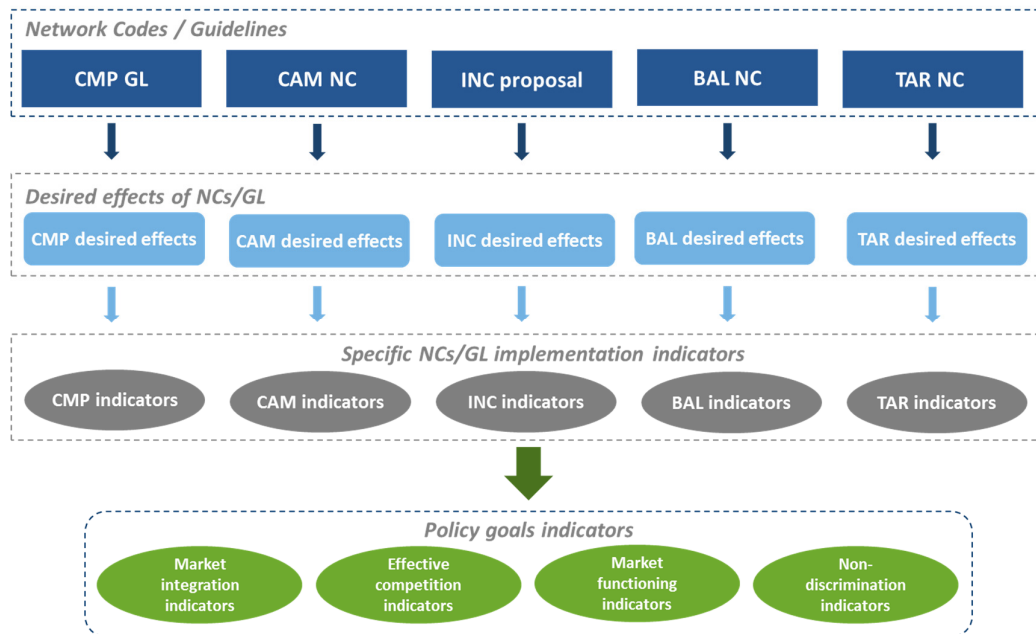 Network Codes / Guidelines
CMP GL
CAM NC
INC proposal
BAL NC
TAR NC
Desired effects of NCs/GL
CMP desired effects
CAM desired effects
INC desired effects
BAL desired effects
TAR desired effects
Specific NCs/GL implementation indicators
CMP indicators
CAM indicators
INC indicators
BAL indicators
TAR indicators
Policy goals indicators
Market
integration
indicators
Effective
competition
indicators
Market
functioning
indicators
Non-
discrimination
indicators